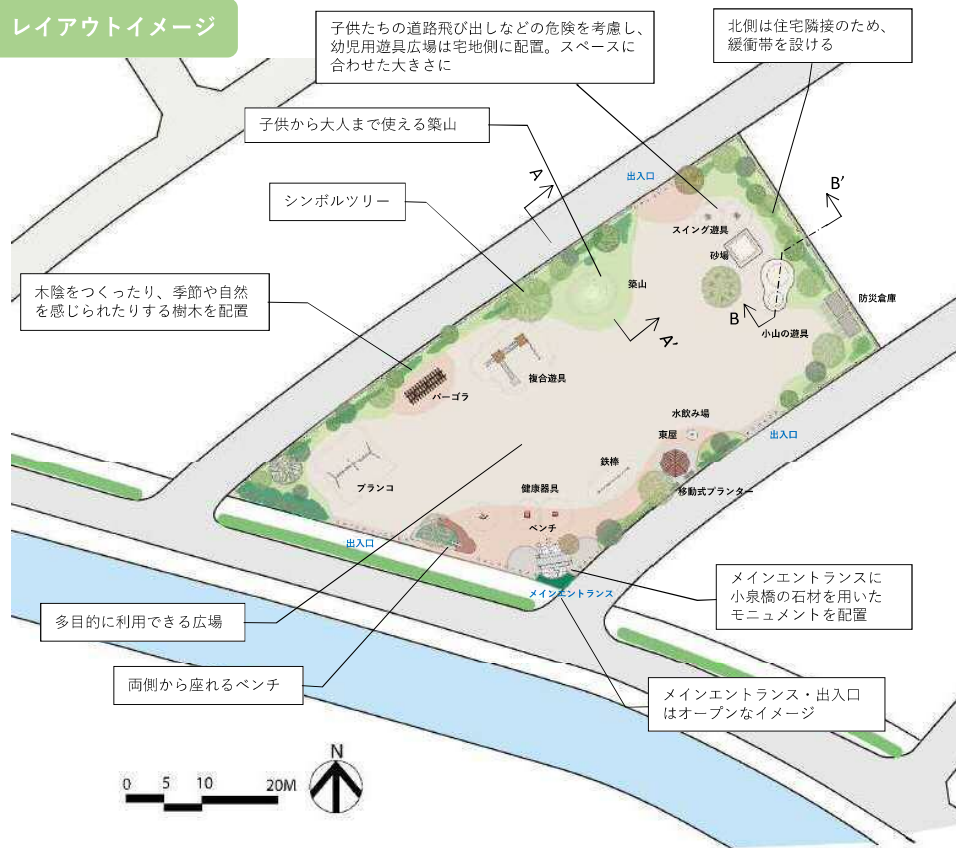 レイアウトイメージ
子供たちの道路飛び出しなどの危険を考慮し、
幼児用遊具広場は宅地側に配置。スペースに
合わせた大きさに
北側は住宅隣接のため、
緩衝帯を設ける
子供から大人まで使える築山
シンボルツリー
木陰をつくったり、季節や自然
を感じられたりする樹木を配置
A
出入口
B'
スイング遊具
砂場
築山
防災倉庫
B
小山の遊具
A'
複合遊具
パーゴラ
水飲み場
東屋
出入口
鉄棒
移動式プランター
ブランコ
健康器具
ベンチ
出入口
メインエントランス
メインエントランスに
小泉橋の石材を用いた
モニュメントを配置
多目的に利用できる広場
両側から座れるベンチ
メインエントランス・出入口
はオープンなイメージ
N
0 5 10 20M